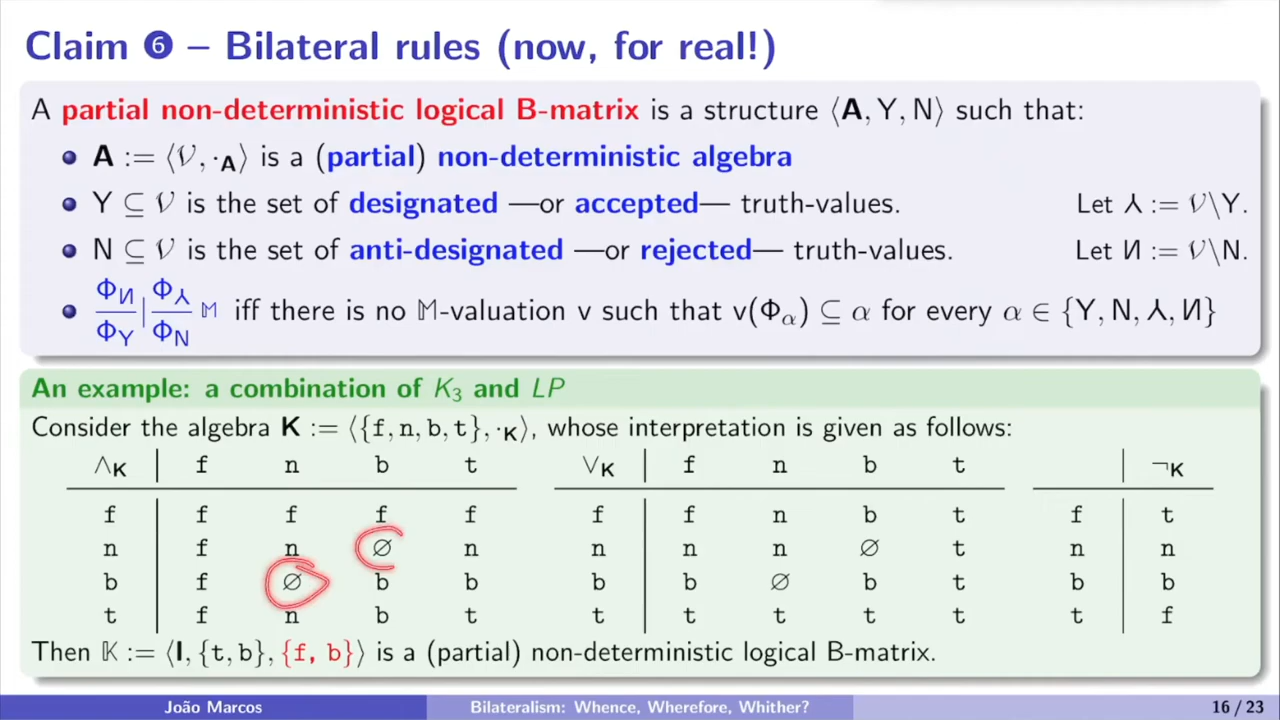 Claim ❻ – Bilateral rules (now, for real!)
A partial non-deterministic logical B-matrix is a structure ⟨A, Y, N⟩ such that:
A := ⟨𝒱, ·A⟩ is a (partial) non-deterministic algebra
Y ⊆ 𝒱 is the set of designated —or accepted— truth-values. Let ⅄ := 𝒱\Y.
N ⊆ 𝒱 is the set of anti-designated —or rejected— truth-values. Let И := 𝒱\N.
ΦИ | Φ⅄
ΦY | ΦN 𝕄 iff there is no 𝕄-valuation v such that v(Φα) ⊆ α for every α ∈ {Y, N, ⅄, И}
An example: a combination of K3 and LP
Consider the algebra K := ⟨{f, n, b, t}, ·K⟩, whose interpretation is given as follows:
∧K | f n b t ∨K | f n b t | ¬K
f | f f f f f | f n b t f | t
n | f n ∅ n n | n n ∅ t n | n
b | f ∅ b b b | b ∅ b t b | b
t | f n b t t | t t t t t | f
Then 𝕂 := ⟨I, {t, b}, {f, b}⟩ is a (partial) non-deterministic logical B-matrix.
João Marcos Bilateralism: Whence, Wherefore, Whither? 16 / 23